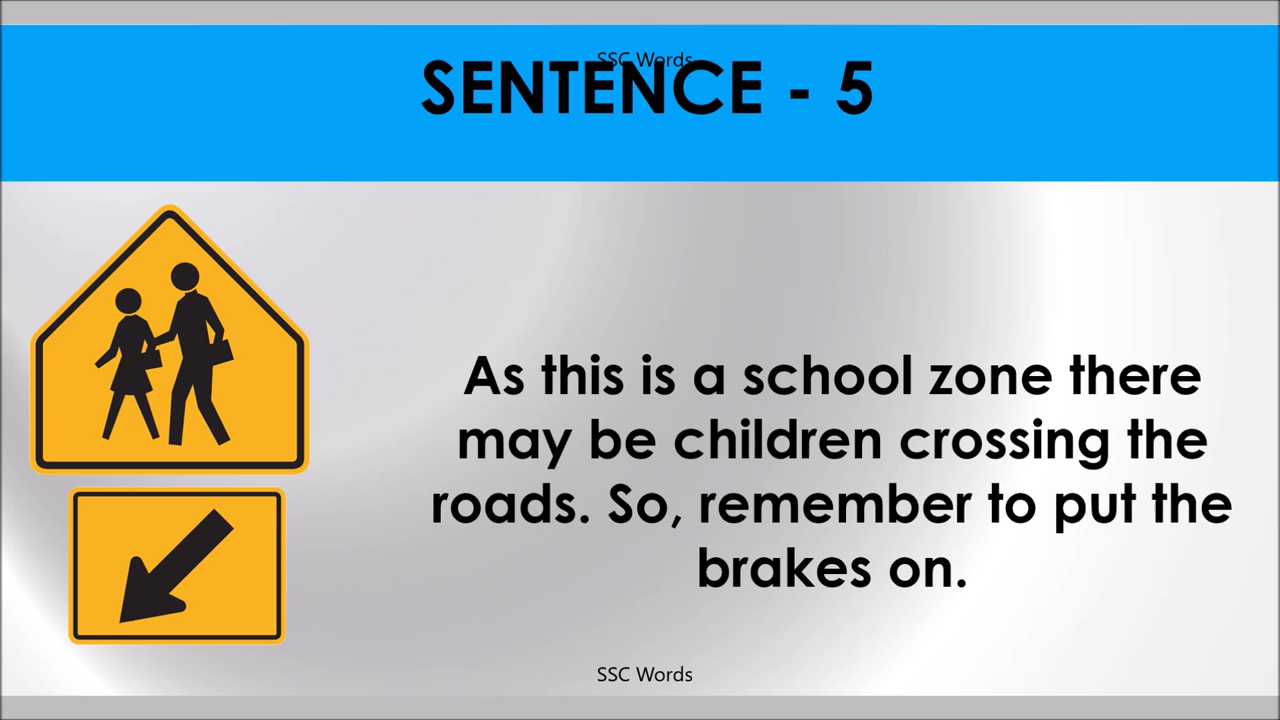 SSC Words
SENTENCE - 5
As this is a school zone there
may be children crossing the
roads. So, remember to put the
brakes on.
SSC Words